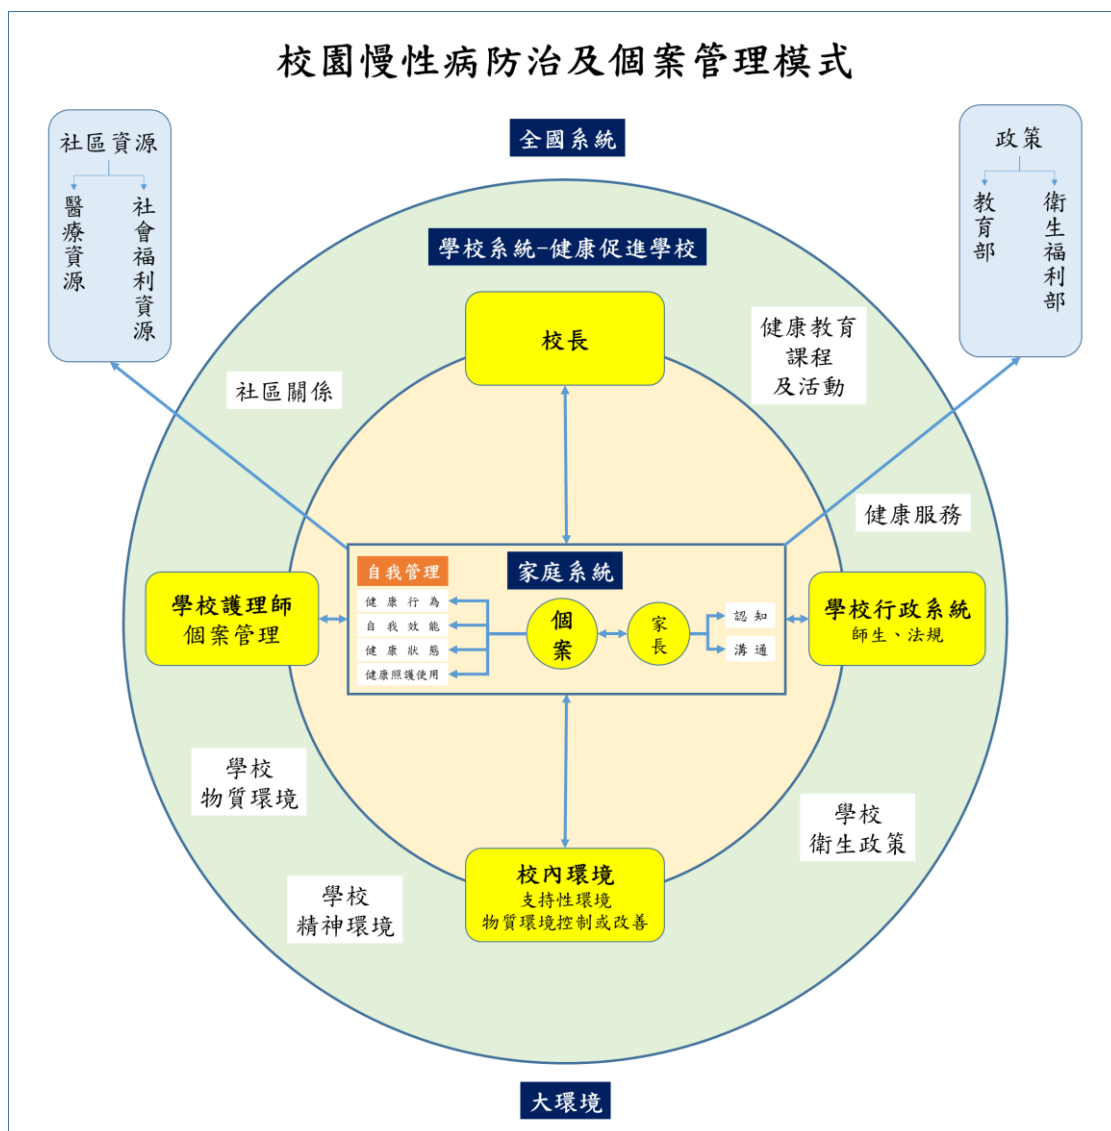 校園慢性病防治及個案管理模式
全國系統
社區資源
醫療資源
社會福利資源
政策
教育部
衛生福利部
學校系統-健康促進學校
校長
健康教育
課程
及活動
社區關係
健康服務
自我管理
健康行為
自我效能
健康狀態
健康照護使用
家庭系統
個案
家長
認知
溝通
學校護理師
個案管理
學校行政系統
師生、法規
學校
物質環境
學校
衛生政策
校內環境
支持性環境
物質環境控制或改善
學校
精神環境
大環境